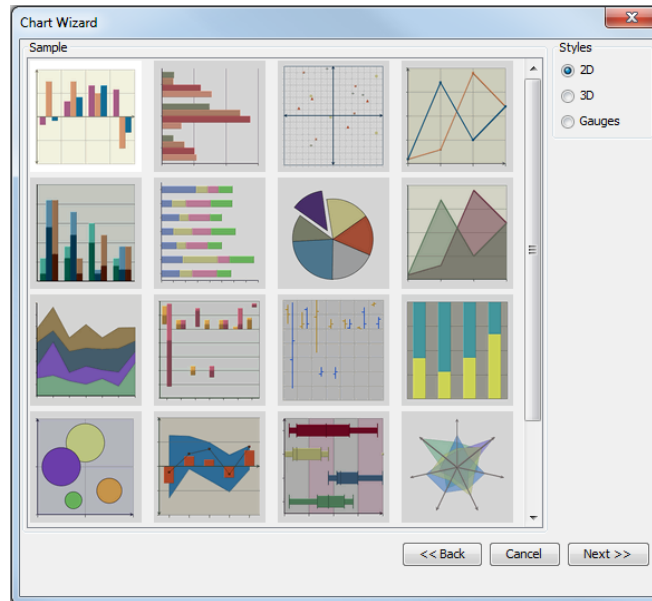 Chart Wizard
Sample
Styles
2D
3D
Gauges
<< Back
Cancel
Next >>